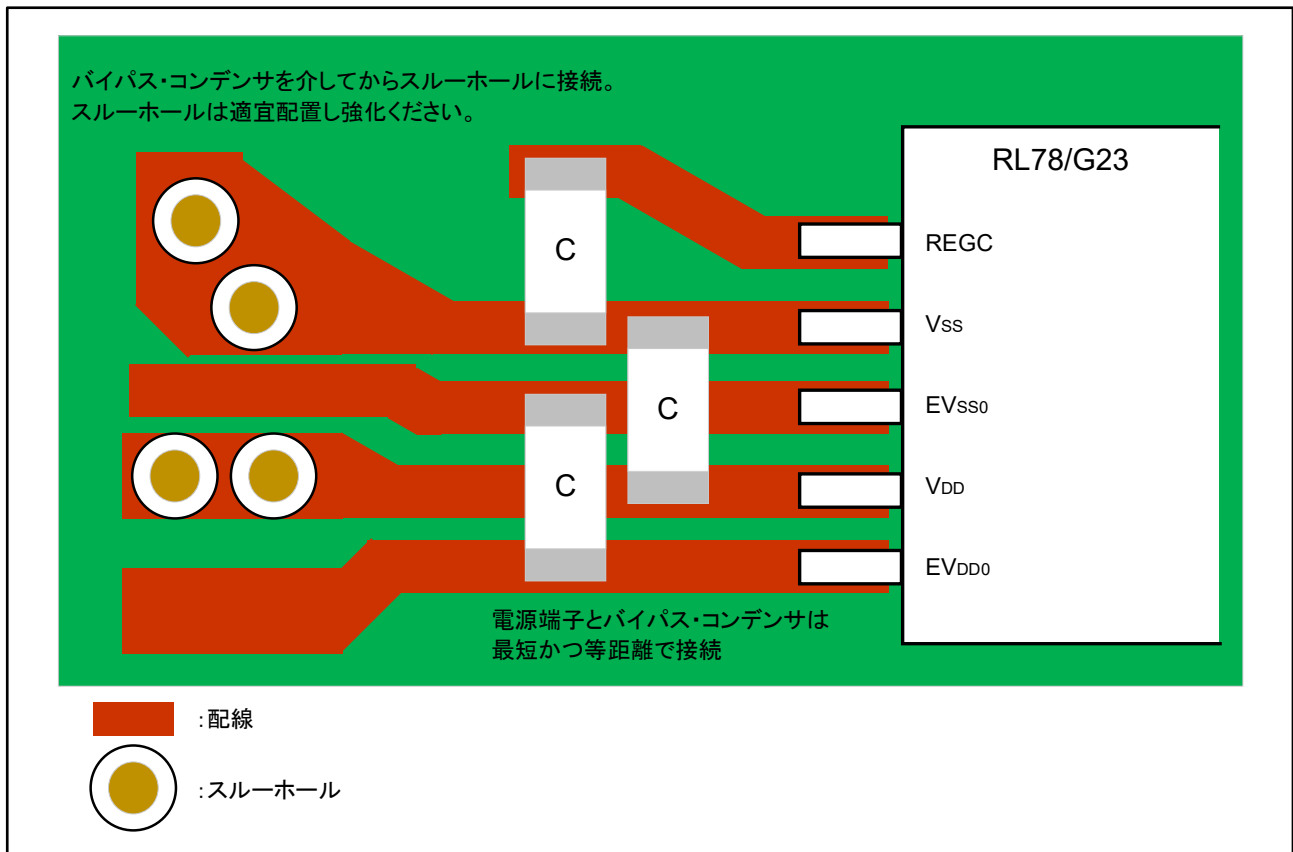 バイパス・コンデンサを介してからスルーホールに接続。
スルーホールは適宜配置し強化ください。
RL78/G23
C
REGC
VSS
C
EVSS0
C
VDD
EVDD0
電源端子とバイパス・コンデンサは
最短かつ等距離で接続
:配線
:スルーホール